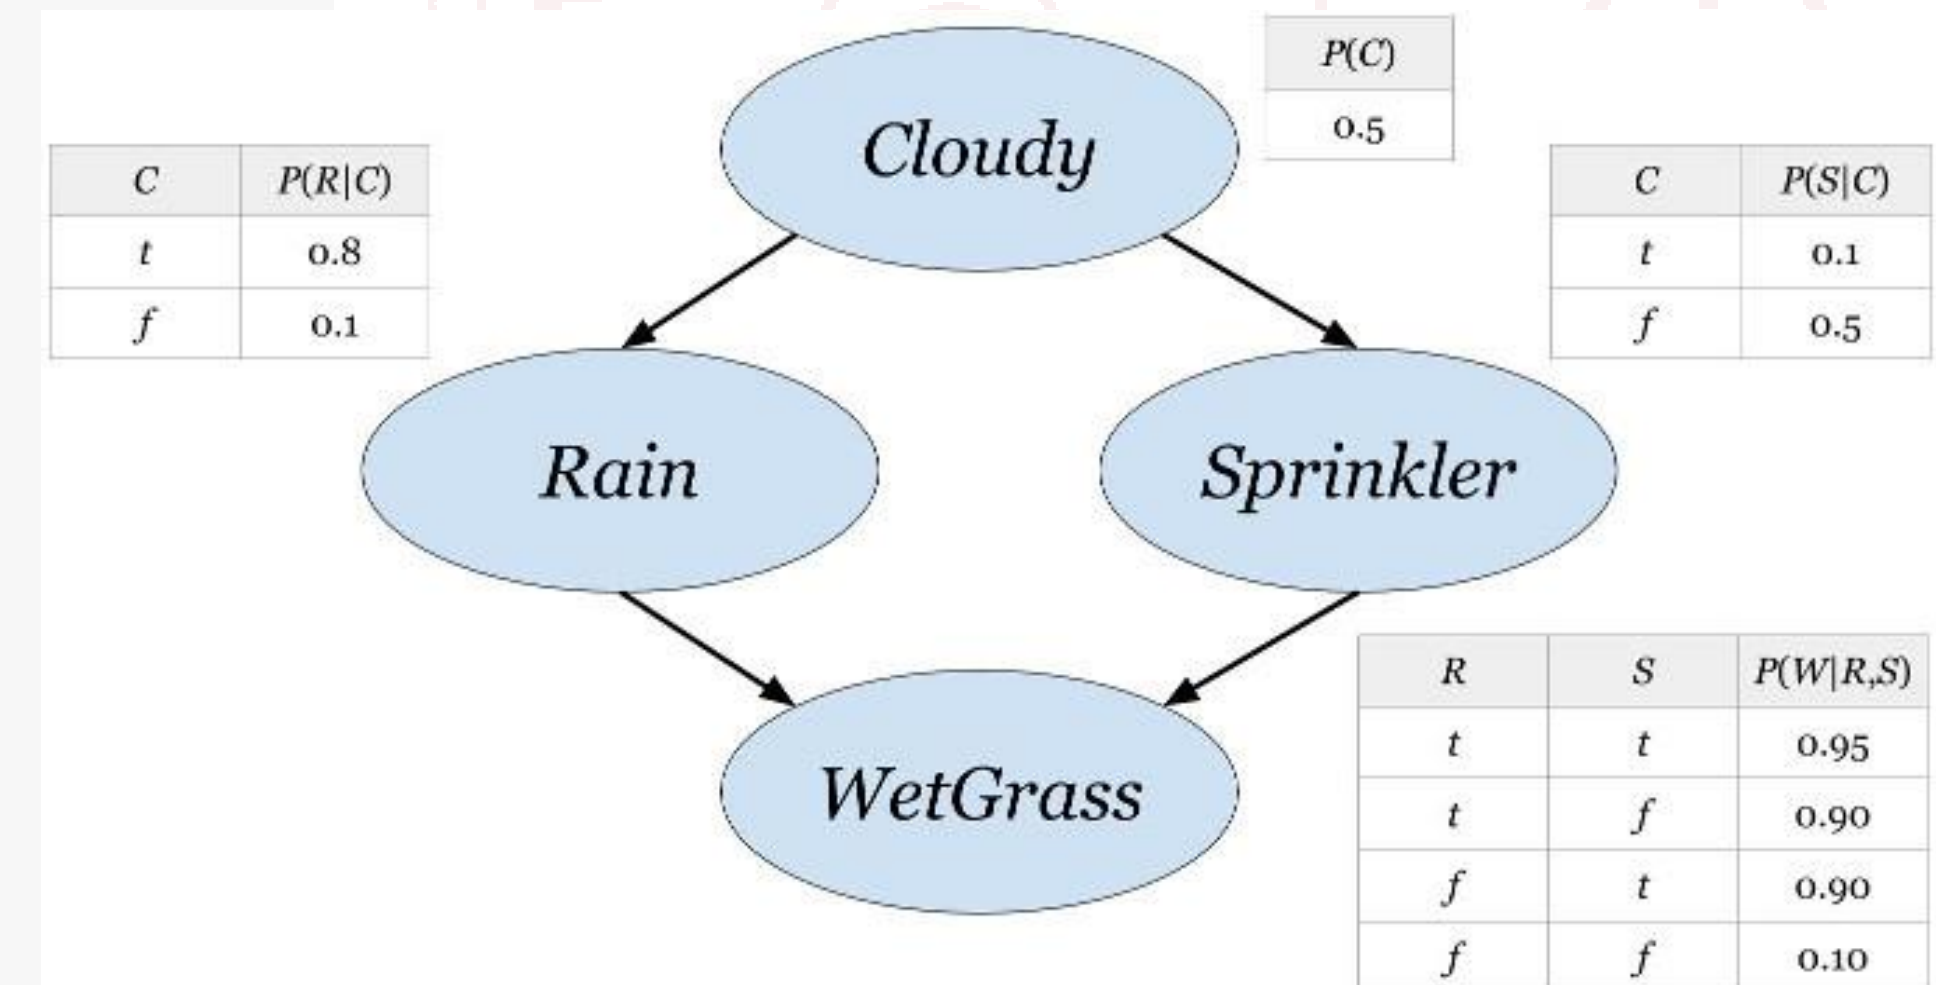 P(C)
0.5
Cloudy
C P(R|C)
t 0.8
f 0.1
C P(S|C)
t 0.1
f 0.5
Rain
Sprinkler
WetGrass
R S P(W|R,S)
t t 0.95
t f 0.90
f t 0.90
f f 0.10